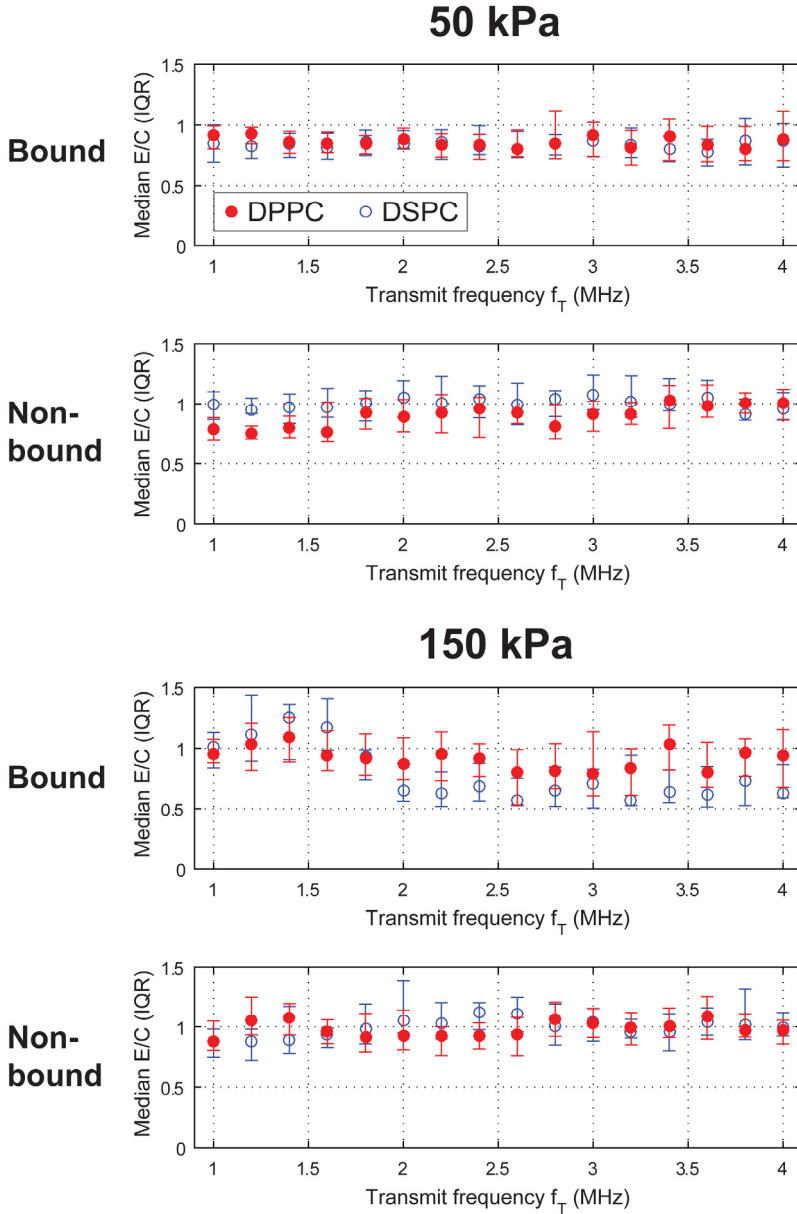 50 kPa
Bound
Median E/C (IQR)
1.5
1
0.5
0
DPPC DSPC
1 1.5 2 2.5 3 3.5 4
Transmit frequency f_T (MHz)
Non-
bound
Median E/C (IQR)
1.5
1
0.5
0
1 1.5 2 2.5 3 3.5 4
Transmit frequency f_T (MHz)
150 kPa
Bound
Median E/C (IQR)
1.5
1
0.5
0
1 1.5 2 2.5 3 3.5 4
Transmit frequency f_T (MHz)
Non-
bound
Median E/C (IQR)
1.5
1
0.5
0
1 1.5 2 2.5 3 3.5 4
Transmit frequency f_T (MHz)